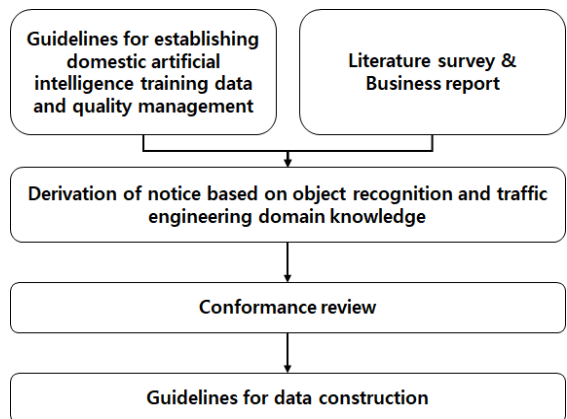 Guidelines for establishing
domestic artificial
intelligence training data
and quality management
Literature survey &
Business report
Derivation of notice based on object recognition and traffic
engineering domain knowledge
Conformance review
Guidelines for data construction